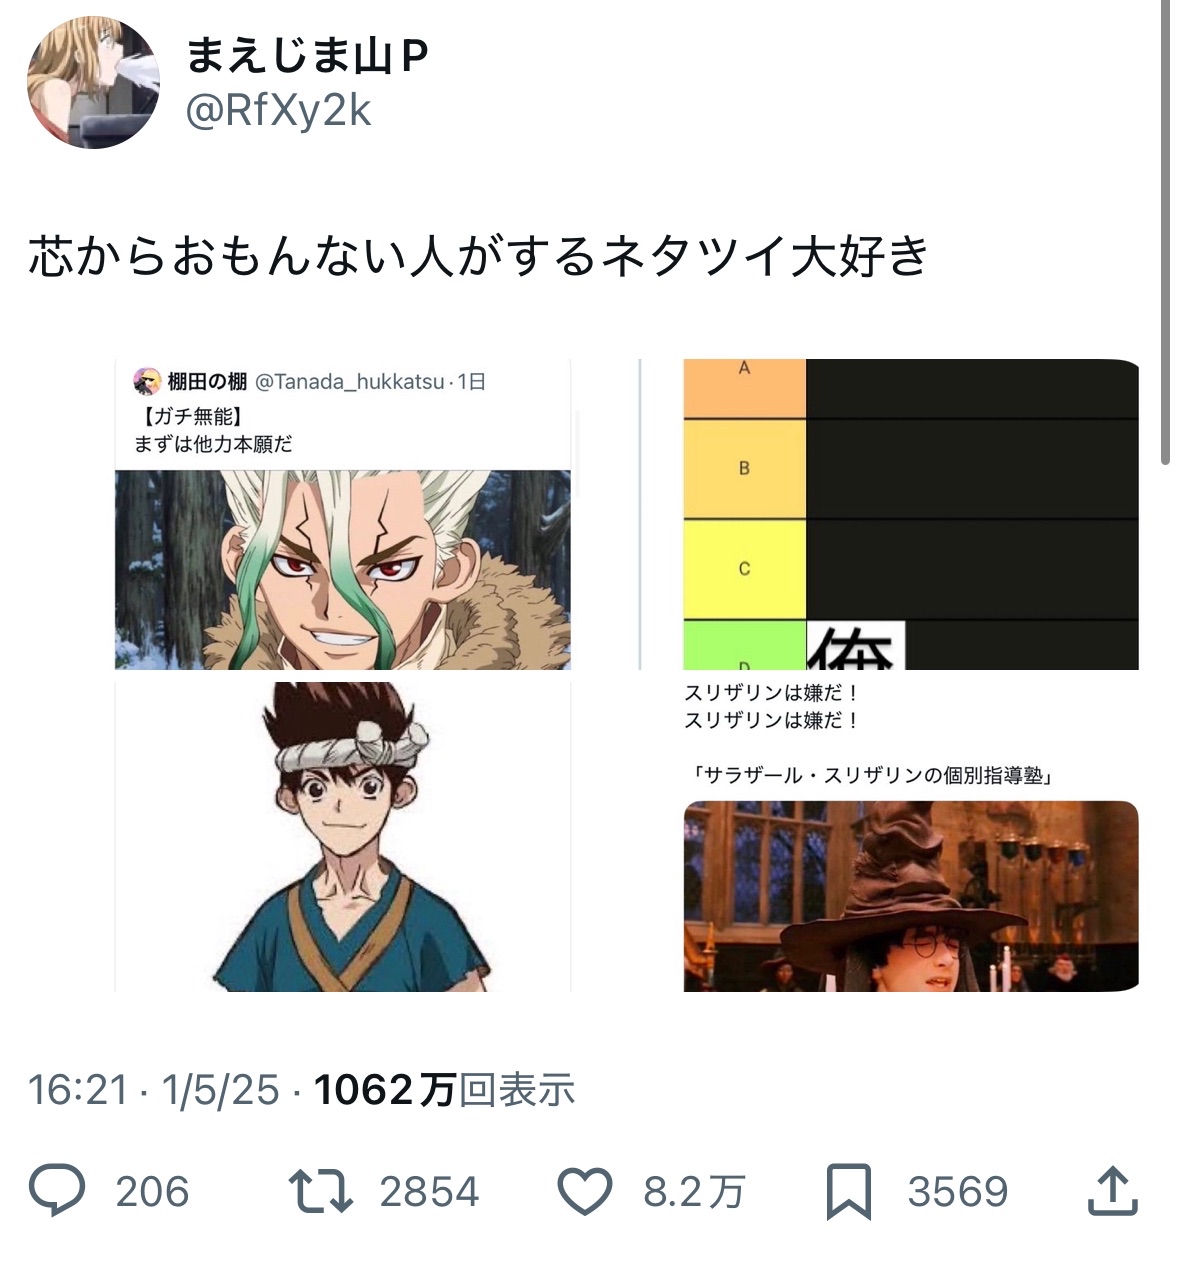 まえじま山P
@RfXy2k
芯からおもんない人がするネタツイ大好き
棚田の棚 @Tanada_hukkatsu · 1日
【ガチ無能】
まずは他力本願だ
A
B
C
D
俺
スリザリンは嫌だ！
スリザリンは嫌だ！
「サラザール・スリザリンの個別指導塾」
16:21 · 1/5/25 · 1062万回表示
206 2854 8.2万 3569